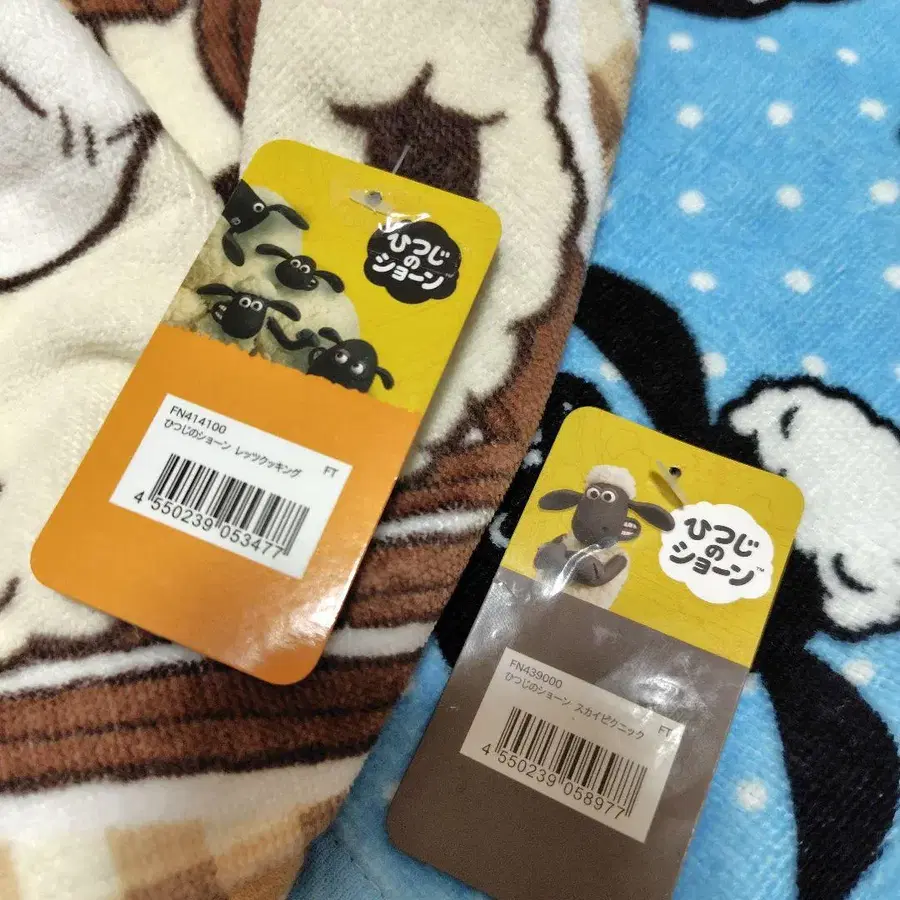 ひつじ
の
ショーン
FN414100
ひつじのショーン レッツクッキング FT
4 550239 053477
ひつじ
の
ショーン™
FN439000
ひつじのショーン スカイピクニック FT
4 550239 058977